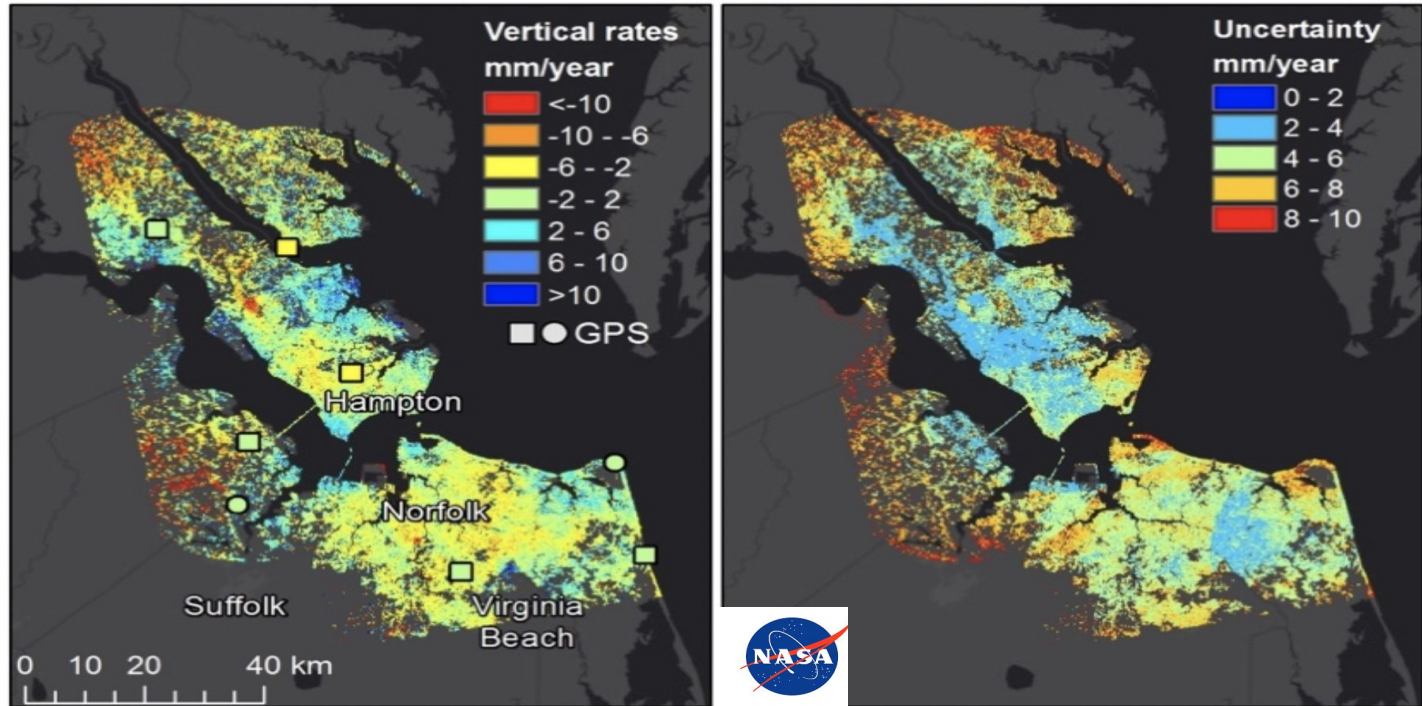 Vertical rates
mm/year
<-10
-10 - -6
-6 - -2
-2 - 2
2 - 6
6 - 10
>10
GPS
Hampton
Norfolk
Suffolk
Virginia
Beach
0 10 20 40 km
Uncertainty
mm/year
0 - 2
2 - 4
4 - 6
6 - 8
8 - 10
NASA